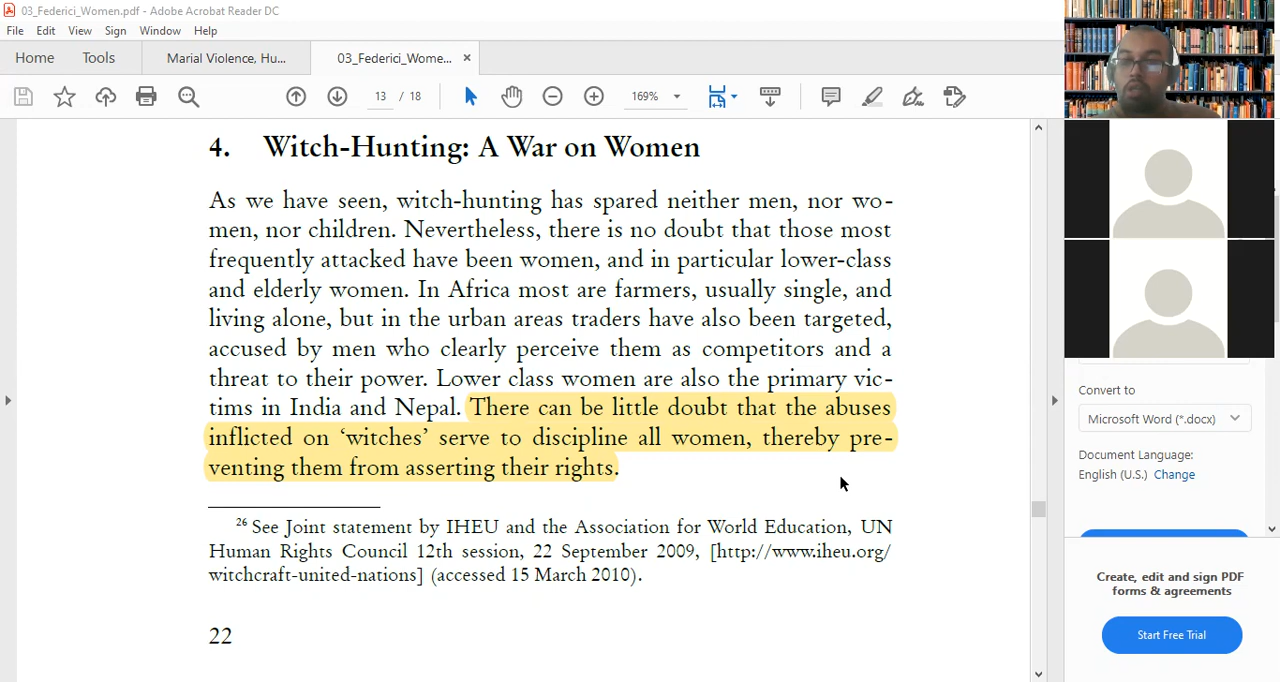 03_Federici_Women.pdf - Adobe Acrobat Reader DC
File Edit View Sign Window Help
Home Tools Marial Violence, Hu... 03_Federici_Wome... ×
13 / 18 169%
4. Witch-Hunting: A War on Women
As we have seen, witch-hunting has spared neither men, nor wo-
men, nor children. Nevertheless, there is no doubt that those most
frequently attacked have been women, and in particular lower-class
and elderly women. In Africa most are farmers, usually single, and
living alone, but in the urban areas traders have also been targeted,
accused by men who clearly perceive them as competitors and a
threat to their power. Lower class women are also the primary vic-
tims in India and Nepal. There can be little doubt that the abuses
inflicted on ‘witches’ serve to discipline all women, thereby pre-
venting them from asserting their rights.
26 See Joint statement by IHEU and the Association for World Education, UN
Human Rights Council 12th session, 22 September 2009, [http://www.iheu.org/
witchcraft-united-nations] (accessed 15 March 2010).
22
Convert to
Microsoft Word (*.docx)
Document Language:
English (U.S.) Change
Create, edit and sign PDF
forms & agreements
Start Free Trial